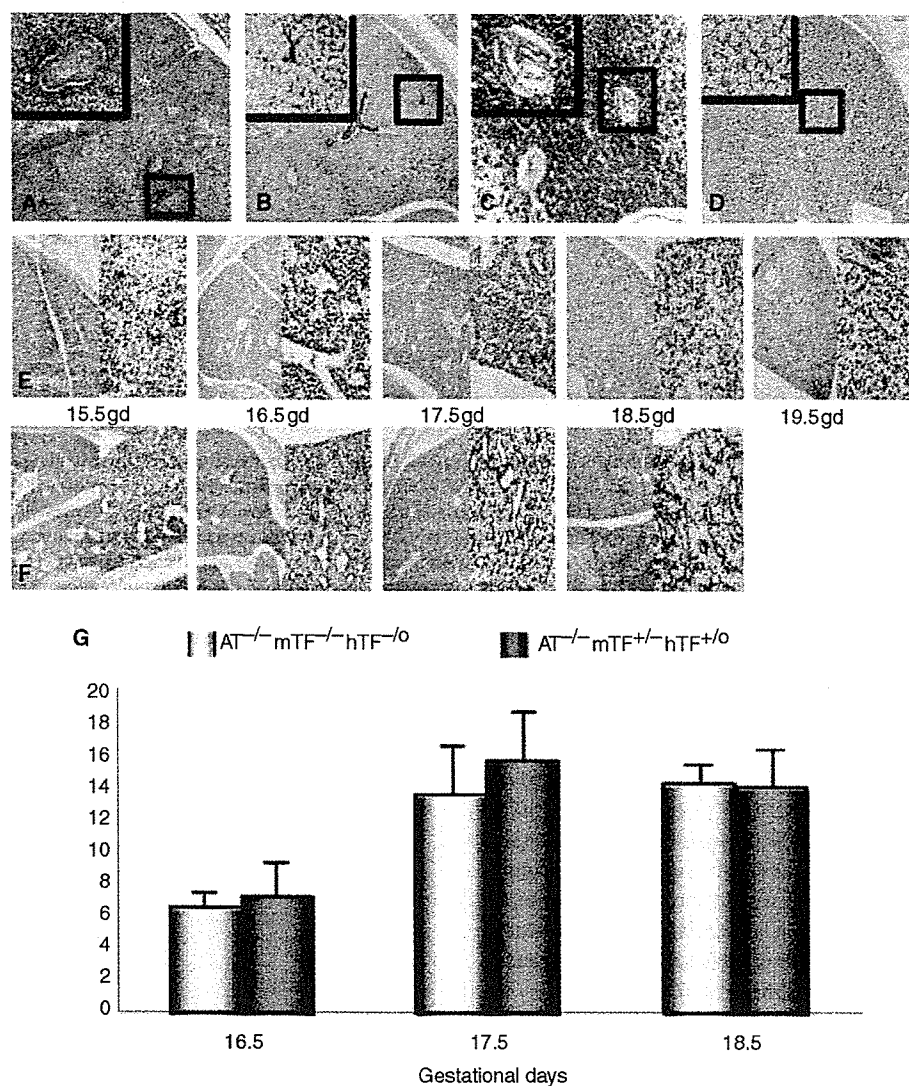 A B C D
E
15.5gd 16.5gd 17.5gd 18.5gd 19.5gd
F
G AT–/–mTF–/–hTF–/o AT–/–mTF+/–hTF+/o
20
18
16
14
12
10
8
6
4
2
0
16.5 17.5 18.5
Gestational days